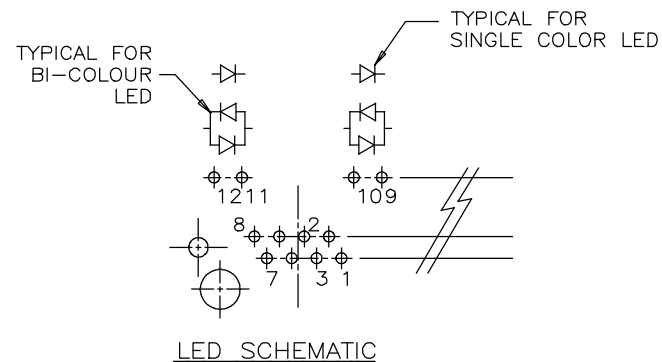 TYPICAL FOR
SINGLE COLOR LED
TYPICAL FOR
BI-COLOUR
LED
1211
109
8
2
7
3
1
LED SCHEMATIC